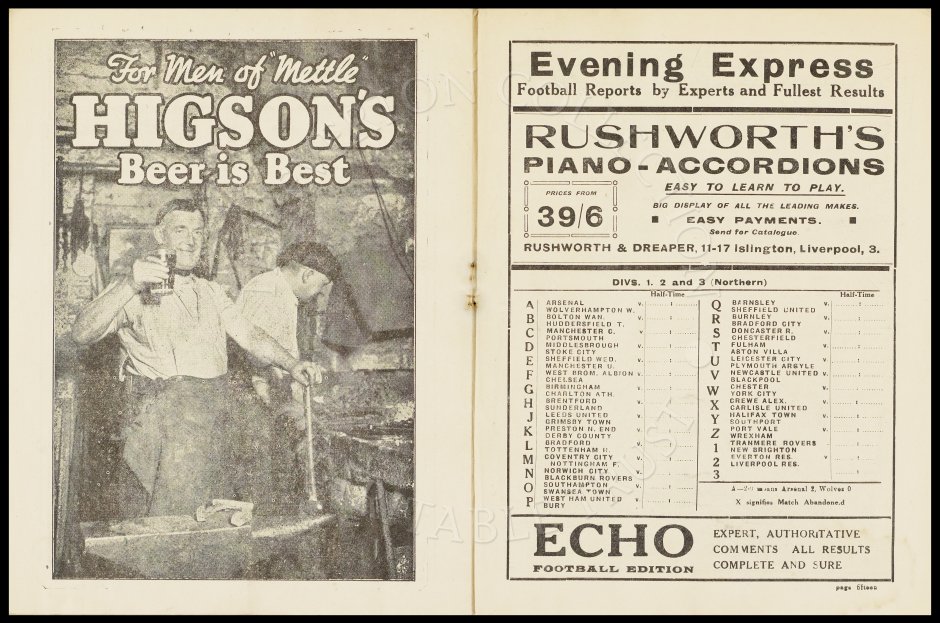 For Men of "Mettle"
HIGSON'S
Beer is Best
Evening Express
Football Reports by Experts and Fullest Results
RUSHWORTH'S
PIANO-ACCORDIONS
PRICES FROM
39/6
EASY TO LEARN TO PLAY.
BIG DISPLAY OF ALL THE LEADING MAKES.
EASY PAYMENTS.
Send for Catalogue.
RUSHWORTH & DREAPER, 11-17 Islington, Liverpool, 3.
DIVS. 1. 2 and 3 (Northern)
Half-Time
A ARSENAL v.
WOLVERHAMPTON W.
B BOLTON WAN. v.
HUDDERSFIELD T.
C MANCHESTER C. v.
PORTSMOUTH
D MIDDLESBROUGH v.
STOKE CITY
E SHEFFIELD WED. v.
MANCHESTER U.
F WEST BROM. ALBION v.
CHELSEA
G BIRMINGHAM v.
CHARLTON ATH.
H BRENTFORD v.
SUNDERLAND
J LEEDS UNITED v.
GRIMSBY TOWN
K PRESTON N. END v.
DERBY COUNTY
L BRADFORD v.
TOTTENHAM H.
M COVENTRY CITY v.
NOTTINGHAM F.
N NORWICH CITY v.
BLACKBURN ROVERS
O SOUTHAMPTON v.
SWANSEA TOWN
P WEST HAM UNITED v.
BURY
Half-Time
Q BARNSLEY v.
SHEFFIELD UNITED
R BURNLEY v.
BRADFORD CITY
S DONCASTER R. v.
CHESTERFIELD
T FULHAM v.
ASTON VILLA
U LEICESTER CITY v.
PLYMOUTH ARGYLE
V NEWCASTLE UNITED v.
BLACKPOOL
W CHESTER v.
YORK CITY
X CREWE ALEX. v.
CARLISLE UNITED
Y HALIFAX TOWN v.
SOUTHPORT
Z PORT VALE v.
WREXHAM
1 TRANMERE ROVERS v.
NEW BRIGHTON
2 EVERTON RES. v.
LIVERPOOL RES.
3
A—2-0 means Arsenal 2, Wolves 0
X signifies Match Abandoned
ECHO
FOOTBALL EDITION
EXPERT, AUTHORITATIVE
COMMENTS ALL RESULTS
COMPLETE AND SURE
page fifteen